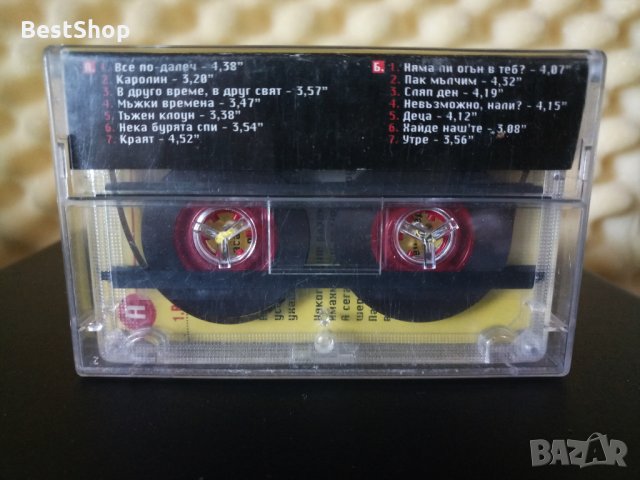 BestShop
А. 1. Все по-далеч - 4,38"
2. Каролин - 3,20"
3. В друго време, в друг свят - 3,57"
4. Мъжки времена - 3,47"
5. Тъжен клоун - 3,38"
6. Нека бурята спи - 3,54"
7. Краят - 4,52"
Б. 1. Няма ли огън в теб? - 4,07"
2. Пак мълчим - 4,32"
3. Сляп ден - 4,19"
4. Невъзможно, нали? - 4,15"
5. Деца - 4,12"
6. Хайде наш'те - 3,08"
7. Утре - 3,56"
BAZAR